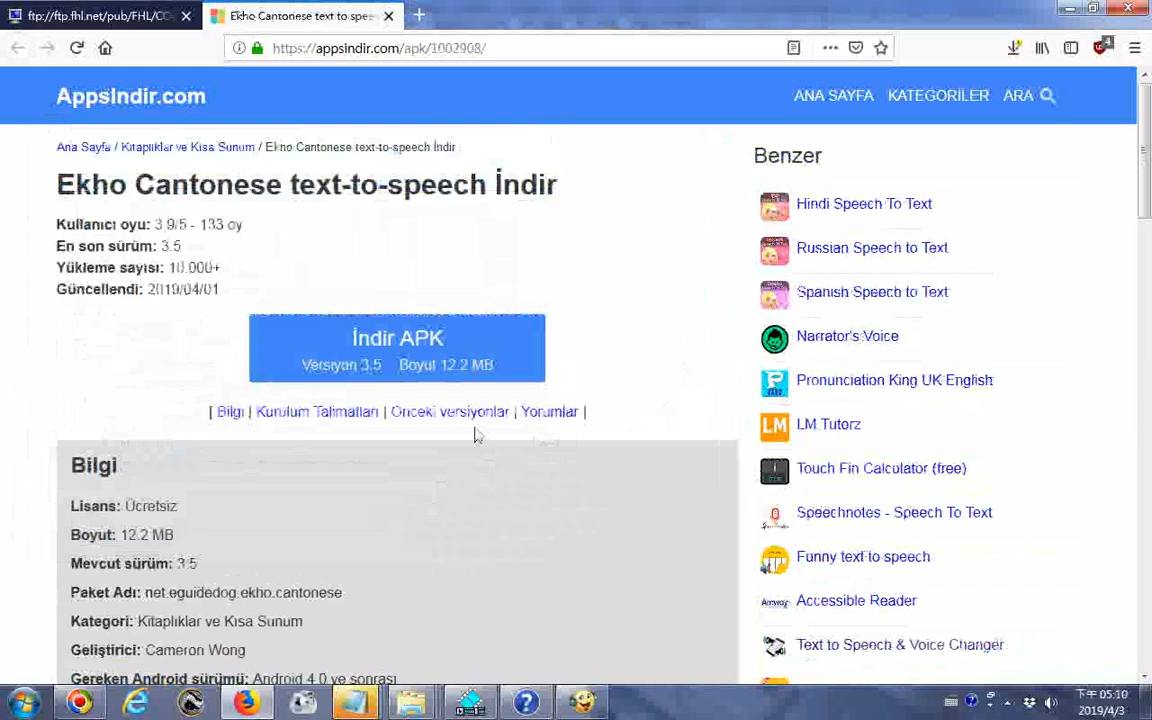 ftp://ftp.fhl.net/pub/FHL/CO
Ekho Cantonese text-to-spee
https://appsindir.com/apk/1002908/
4
AppsIndir.com
ANA SAYFA
KATEGORİLER
ARA
Ana Sayfa / Kitaplıklar ve Kısa Sunum / Ekho Cantonese text-to-speech İndir
Ekho Cantonese text-to-speech İndir
Kullanıcı oyu: 3.9/5 - 133 oy
En son sürüm: 3.5
Yükleme sayısı: 10.000+
Güncellendi: 2019/04/01
İndir APK
Versiyon 3.5 Boyut 12.2 MB
[ Bilgi | Kurulum Talimatları | Önceki versiyonlar | Yorumlar ]
Bilgi
Lisans: Ücretsiz
Boyut: 12.2 MB
Mevcut sürüm: 3.5
Paket Adı: net.eguidedog.ekho.cantonese
Kategori: Kitaplıklar ve Kısa Sunum
Geliştirici: Cameron Wong
Gereken Android sürümü: Android 4.0 ve sonrası
Benzer
Hindi Speech To Text
Russian Speech to Text
Spanish Speech to Text
Narrator's Voice
Pronunciation King UK English
LM Tutorz
LM
Touch Fin Calculator (free)
Speechnotes - Speech To Text
Funny text to speech
Accessible Reader
Text to Speech & Voice Changer
下午 05:10
2019/4/3